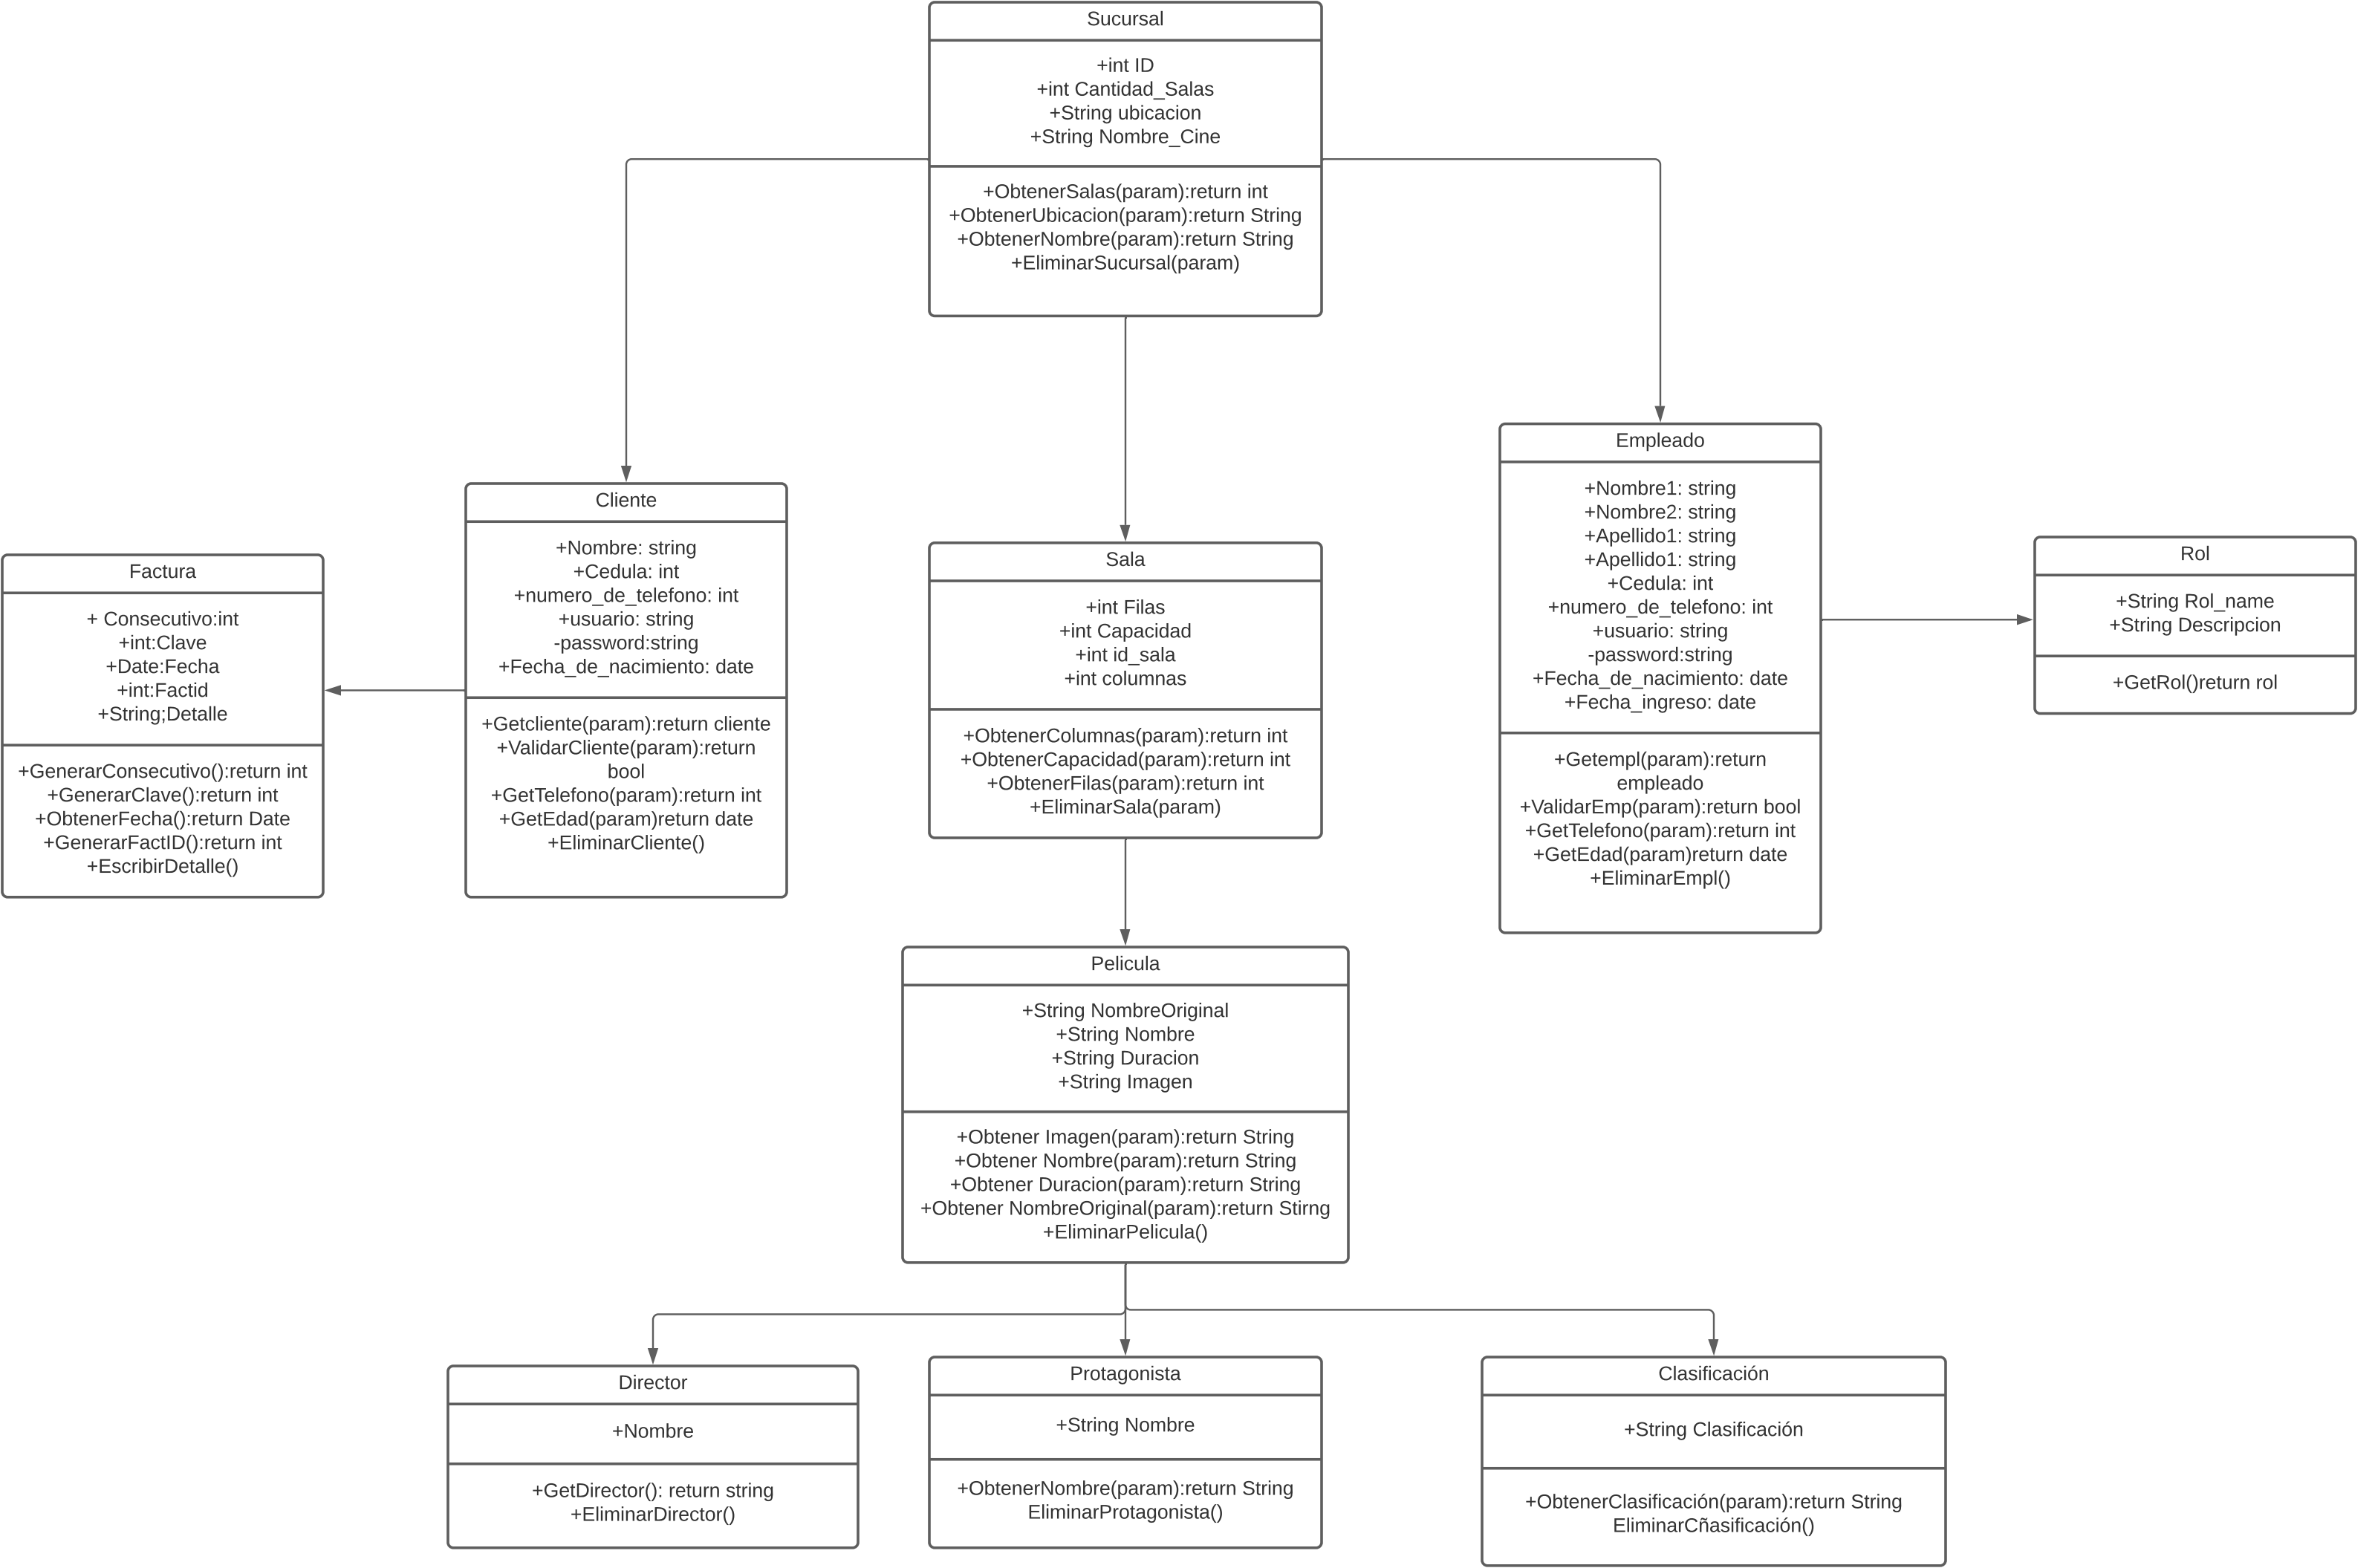 Sucursal
+int ID
+int Cantidad_Salas
+String ubicacion
+String Nombre_Cine
+ObtenerSalas(param):return int
+ObtenerUbicacion(param):return String
+ObtenerNombre(param):return String
+EliminarSucursal(param)
Factura
+ Consecutivo:int
+int:Clave
+Date:Fecha
+int:Factid
+String;Detalle
+GenerarConsecutivo():return int
+GenerarClave():return int
+ObtenerFecha():return Date
+GenerarFactID():return int
+EscribirDetalle()
Cliente
+Nombre: string
+Cedula: int
+numero_de_telefono: int
+usuario: string
-password:string
+Fecha_de_nacimiento: date
+Getcliente(param):return cliente
+ValidarCliente(param):return
bool
+GetTelefono(param):return int
+GetEdad(param)return date
+EliminarCliente()
Sala
+int Filas
+int Capacidad
+int id_sala
+int columnas
+ObtenerColumnas(param):return int
+ObtenerCapacidad(param):return int
+ObtenerFilas(param):return int
+EliminarSala(param)
Empleado
+Nombre1: string
+Nombre2: string
+Apellido1: string
+Apellido1: string
+Cedula: int
+numero_de_telefono: int
+usuario: string
-password:string
+Fecha_de_nacimiento: date
+Fecha_ingreso: date
+Getempl(param):return
empleado
+ValidarEmp(param):return bool
+GetTelefono(param):return int
+GetEdad(param)return date
+EliminarEmpl()
Rol
+String Rol_name
+String Descripcion
+GetRol()return rol
Pelicula
+String NombreOriginal
+String Nombre
+String Duracion
+String Imagen
+Obtener Imagen(param):return String
+Obtener Nombre(param):return String
+Obtener Duracion(param):return String
+Obtener NombreOriginal(param):return Stirng
+EliminarPelicula()
Director
+Nombre
+GetDirector(): return string
+EliminarDirector()
Protagonista
+String Nombre
+ObtenerNombre(param):return String
EliminarProtagonista()
Clasificación
+String Clasificación
+ObtenerClasificación(param):return String
EliminarCñasificación()